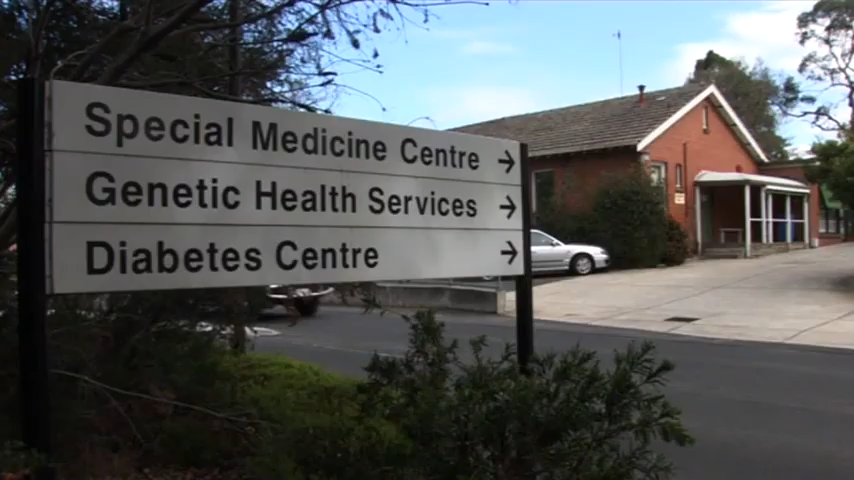 Special Medicine Centre →
Genetic Health Services →
Diabetes Centre →